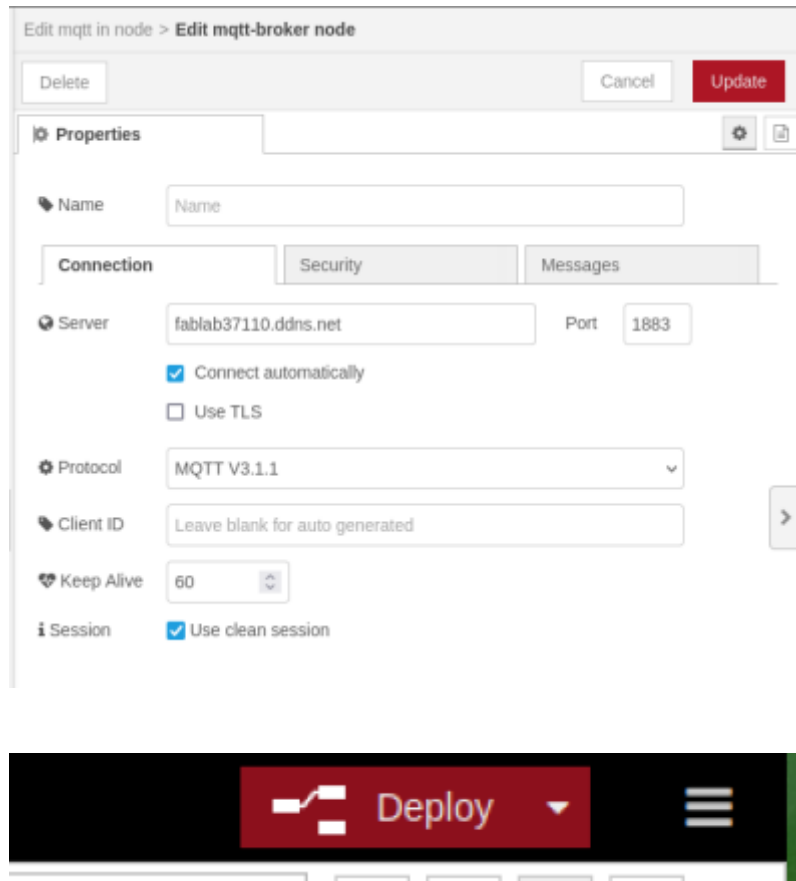 Edit mqtt in node > Edit mqtt-broker node
Delete Cancel Update
Properties
Name Name
Connection Security Messages
Server fablab37110.ddns.net Port 1883
Connect automatically
Use TLS
Protocol MQTT V3.1.1
Client ID Leave blank for auto generated
Keep Alive 60
Session Use clean session
Deploy